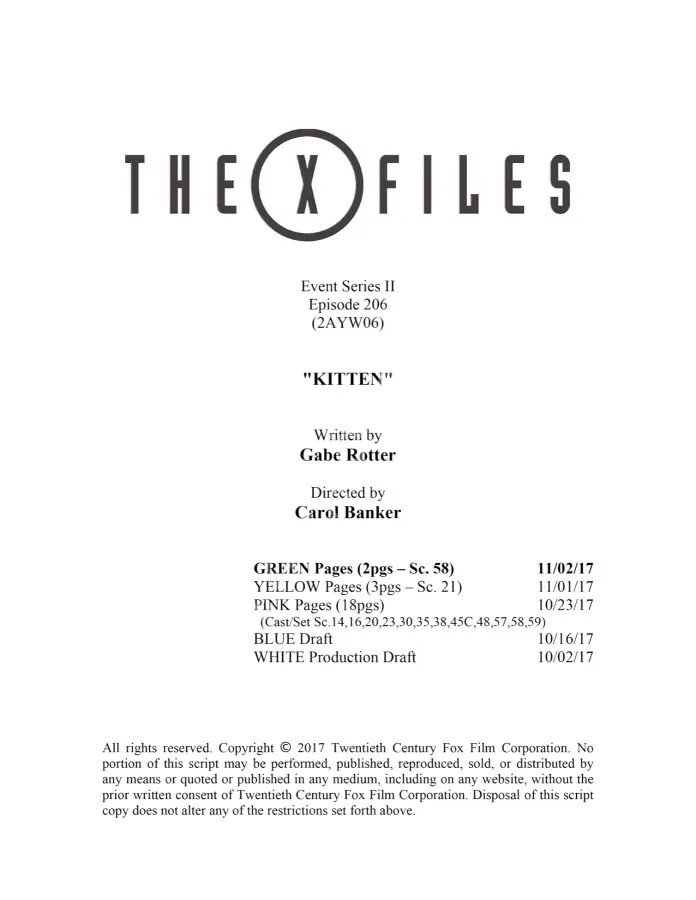 THE X FILES
Event Series II
Episode 206
(2AYW06)
"KITTEN"
Written by
Gabe Rotter
Directed by
Carol Banker
GREEN Pages (2pgs – Sc. 58) 11/02/17
YELLOW Pages (3pgs – Sc. 21) 11/01/17
PINK Pages (18pgs) 10/23/17
(Cast/Set Sc.14,16,20,23,30,35,38,45C,48,57,58,59)
BLUE Draft 10/16/17
WHITE Production Draft 10/02/17
All rights reserved. Copyright © 2017 Twentieth Century Fox Film Corporation. No
portion of this script may be performed, published, reproduced, sold, or distributed by
any means or quoted or published in any medium, including on any website, without the
prior written consent of Twentieth Century Fox Film Corporation. Disposal of this script
copy does not alter any of the restrictions set forth above.